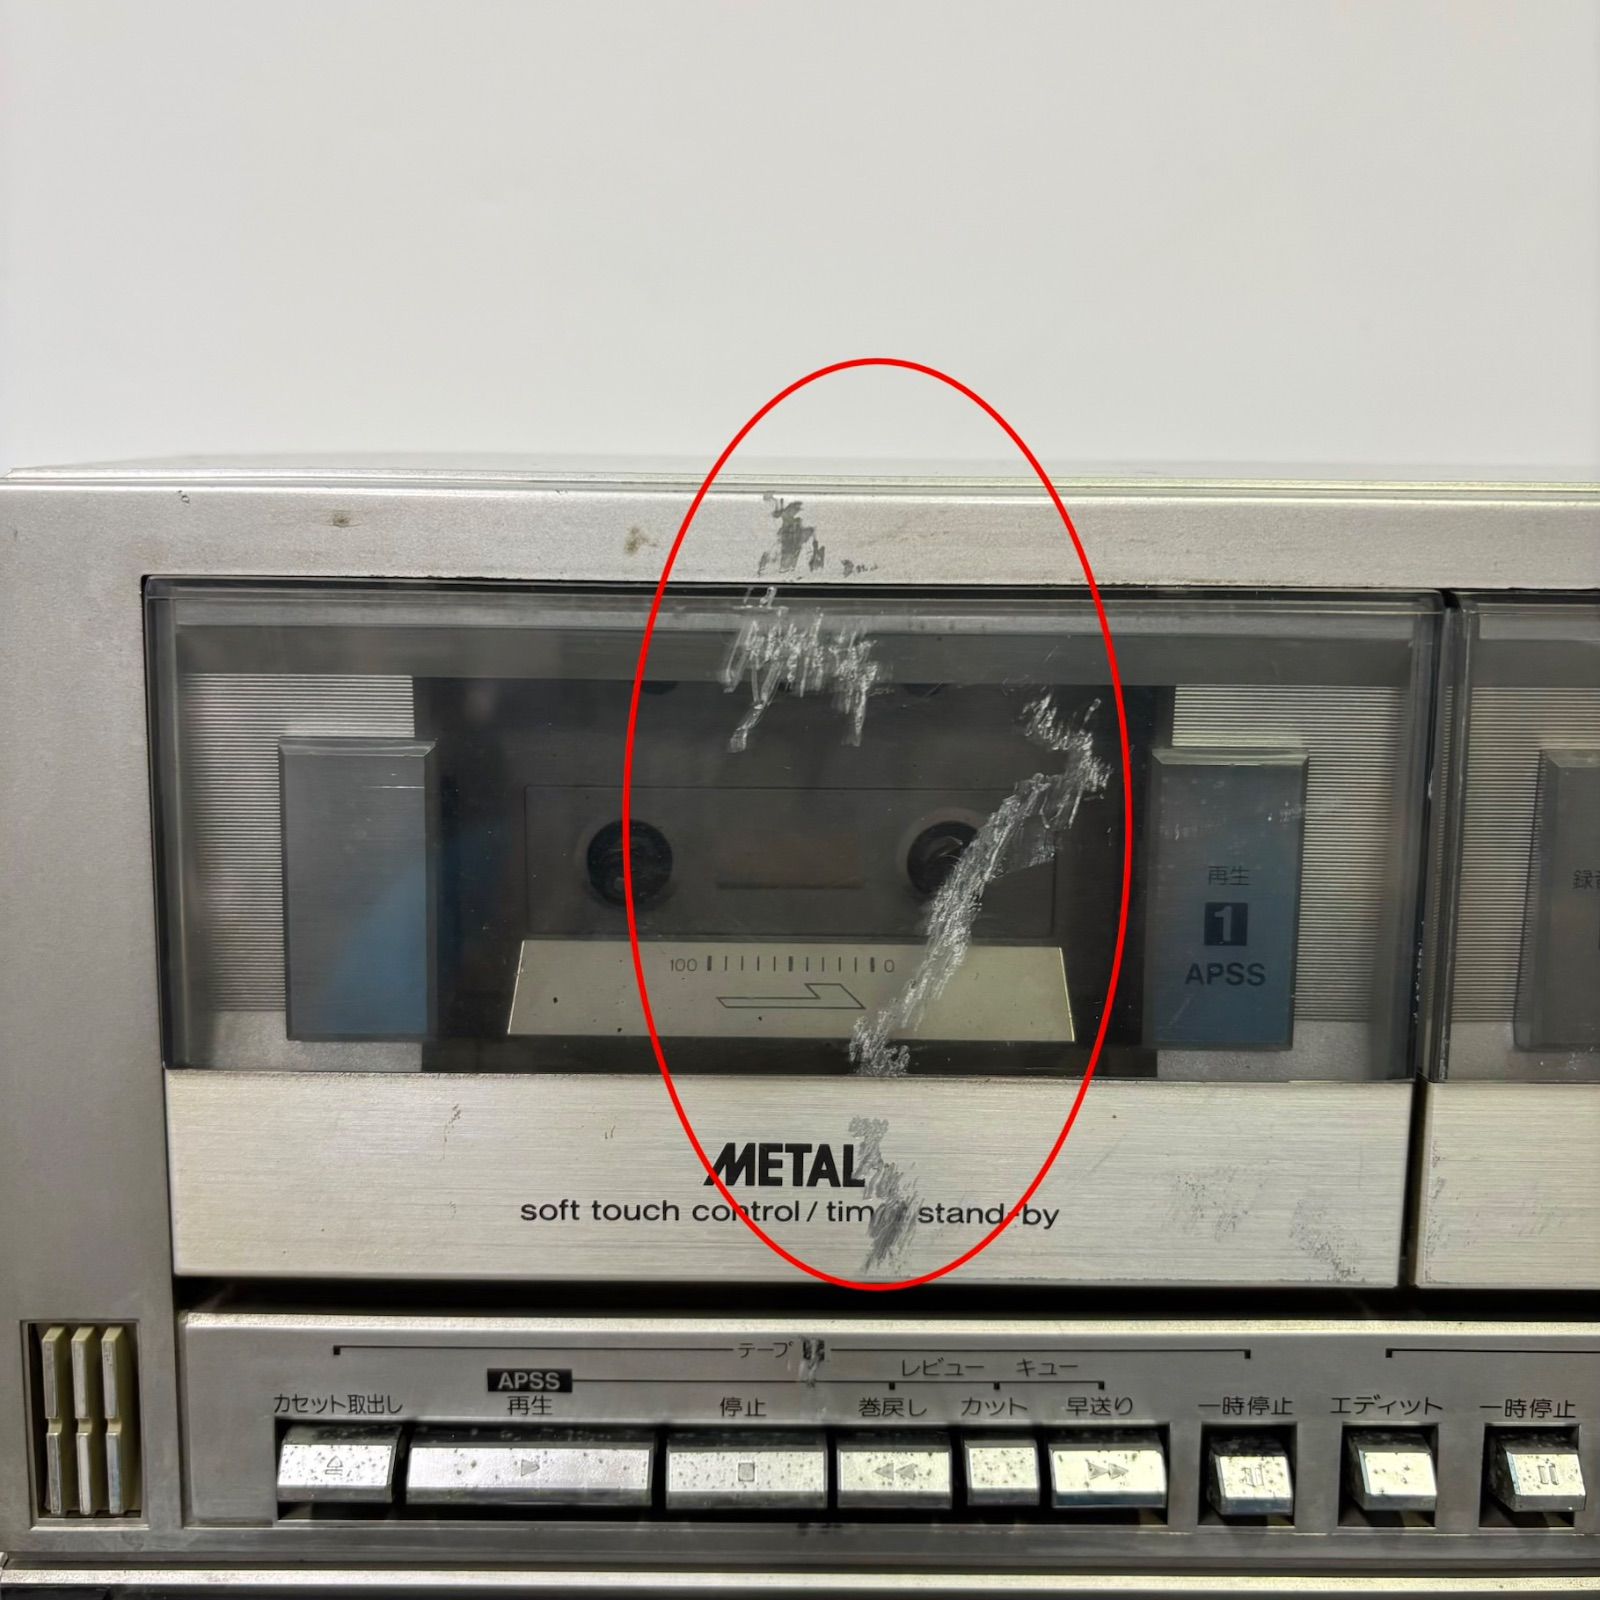 再生
1
APSS
100 0
METAL
soft touch control / tim stand-by
テープ
APSS レビュー キュー
カセット取出し 再生 停止 巻戻し カット 早送り 一時停止 エディット 一時停止